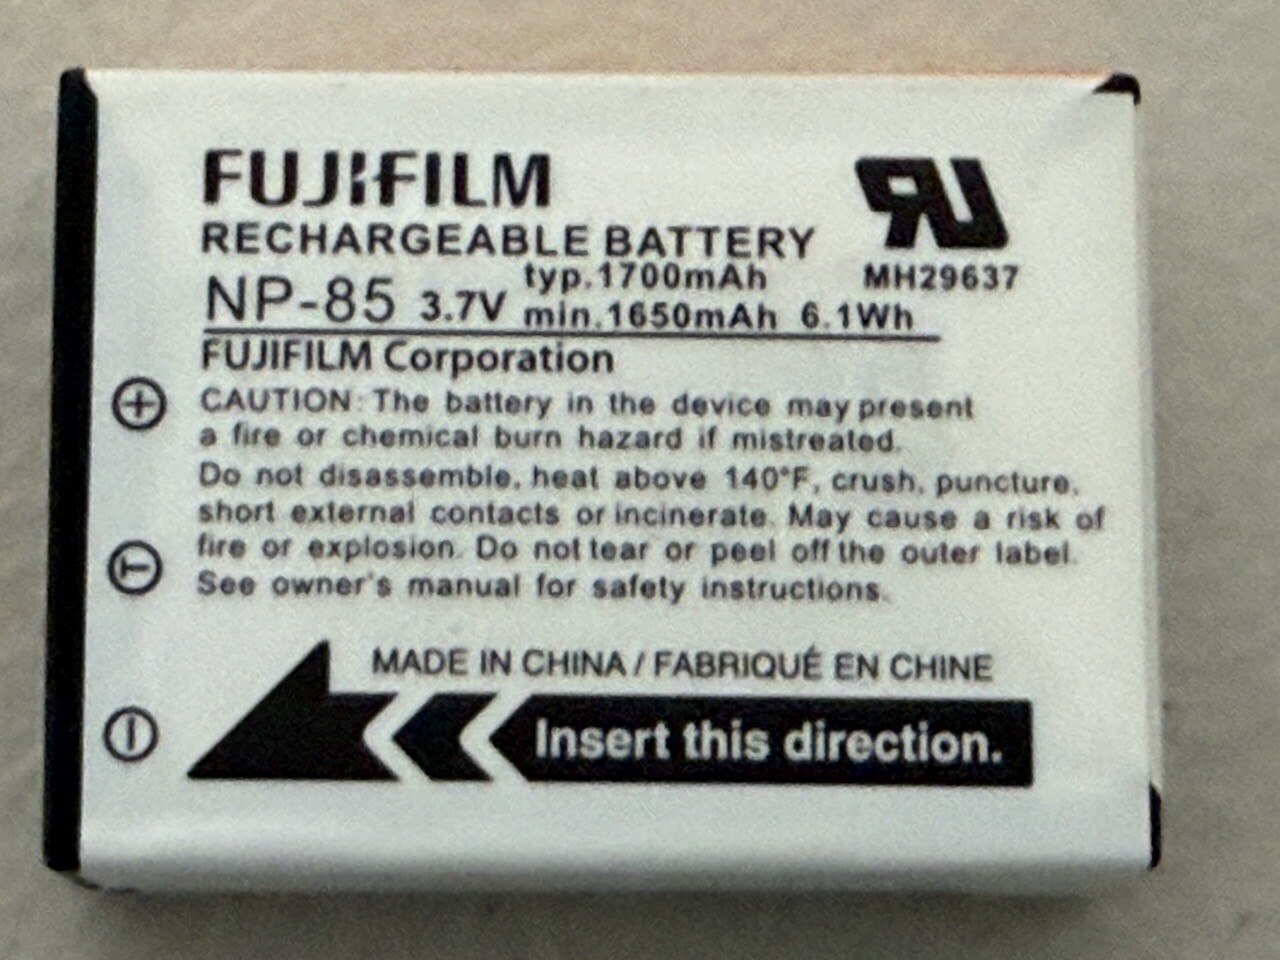 FUJIFILM
RECHARGEABLE BATTERY
NP-85 3.7V typ.1700mAh
min.1650mAh 6.1Wh
MH29637
FUJIFILM Corporation
CAUTION: The battery in the device may present
a fire or chemical burn hazard if mistreated.
Do not disassemble, heat above 140°F, crush, puncture,
short external contacts or incinerate. May cause a risk of
fire or explosion. Do not tear or peel off the outer label.
See owner's manual for safety instructions.
MADE IN CHINA / FABRIQUÉ EN CHINE
Insert this direction.